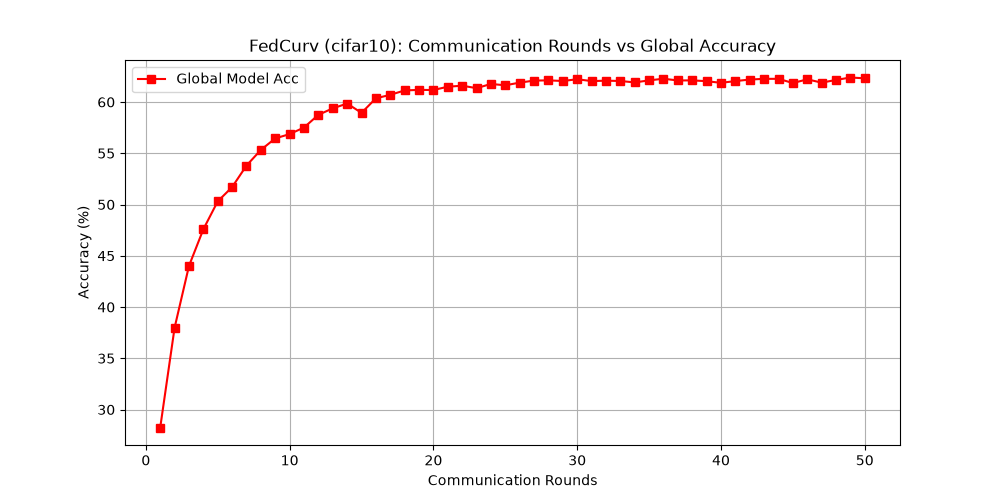 FedCurv (cifar10): Communication Rounds vs Global Accuracy
Global Model Acc
Accuracy (%)
60
55
50
45
40
35
30
0 10 20 30 40 50
Communication Rounds